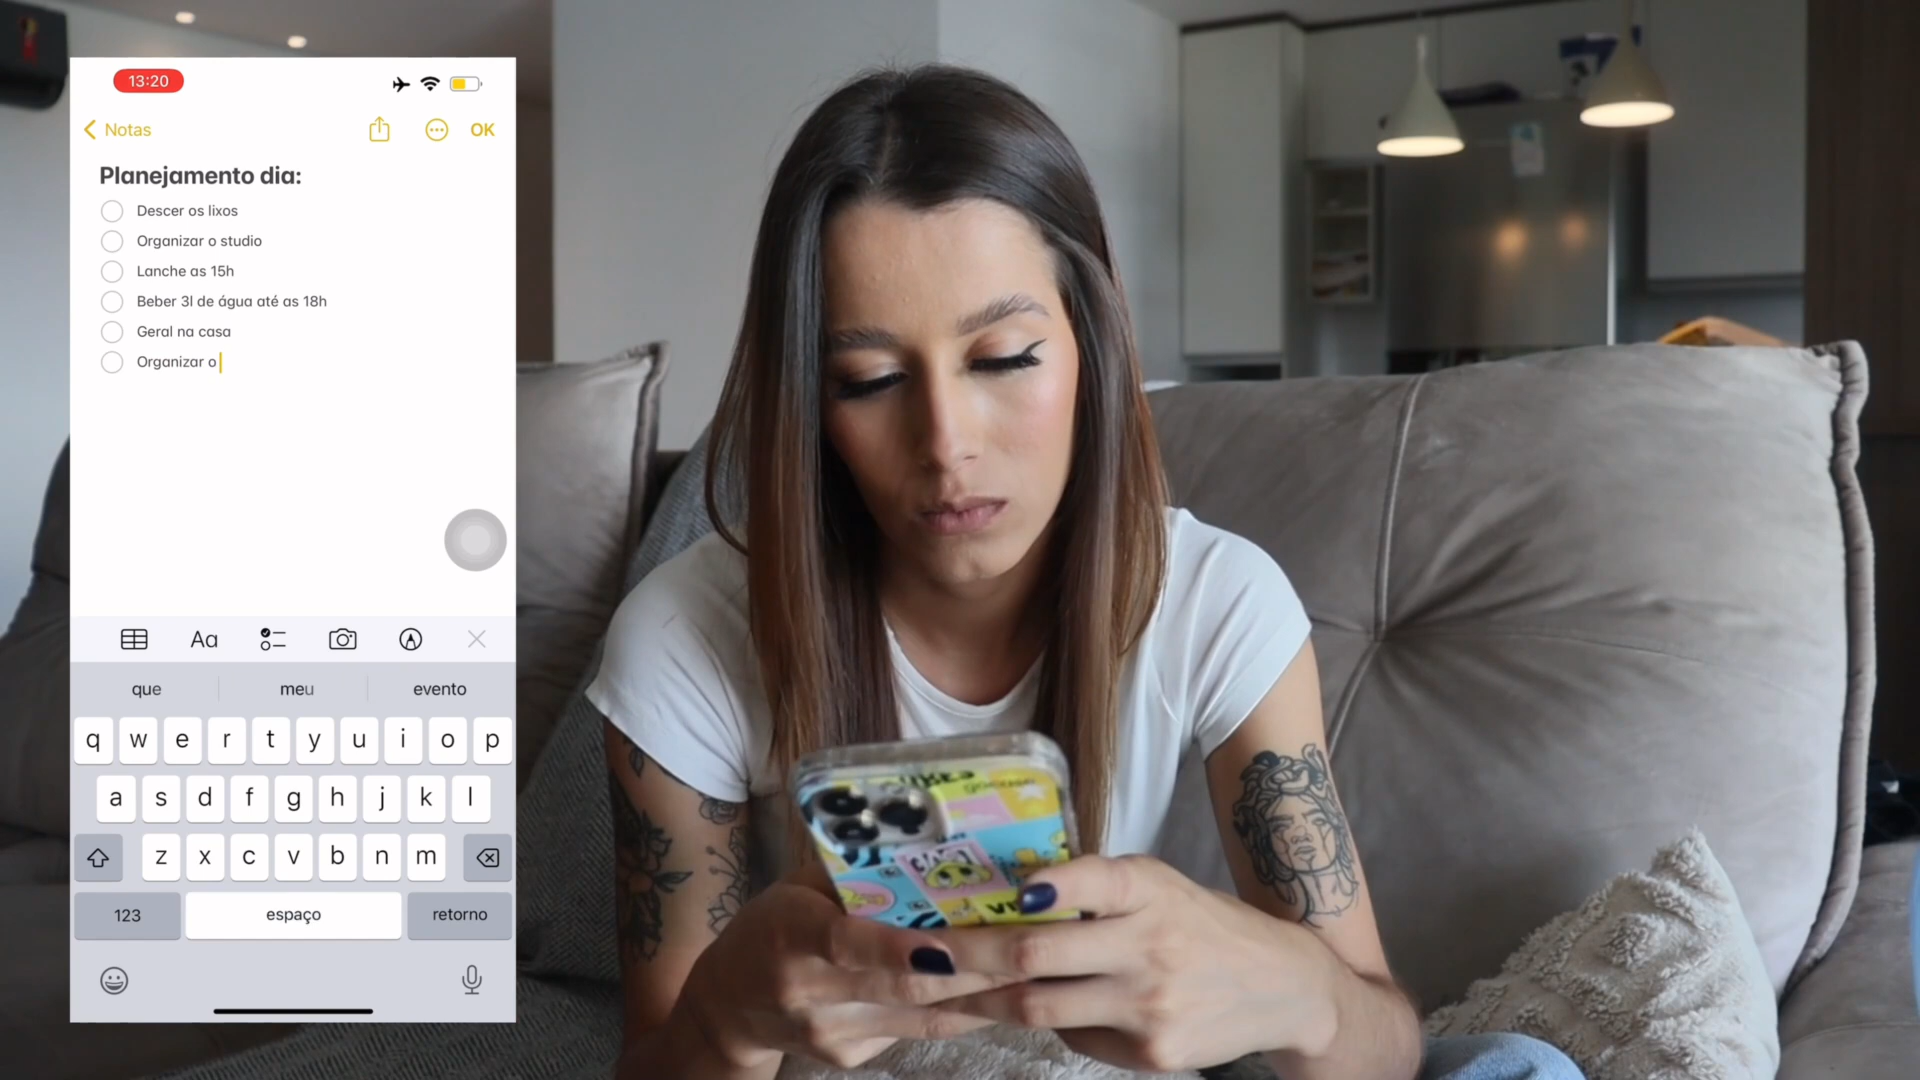 13:20
Notas
OK
Planejamento dia:
Descer os lixos
Organizar o studio
Lanche as 15h
Beber 3l de água até as 18h
Geral na casa
Organizar o
Aa
que meu evento
q w e r t y u i o p
a s d f g h j k l
z x c v b n m
123 espaço retorno